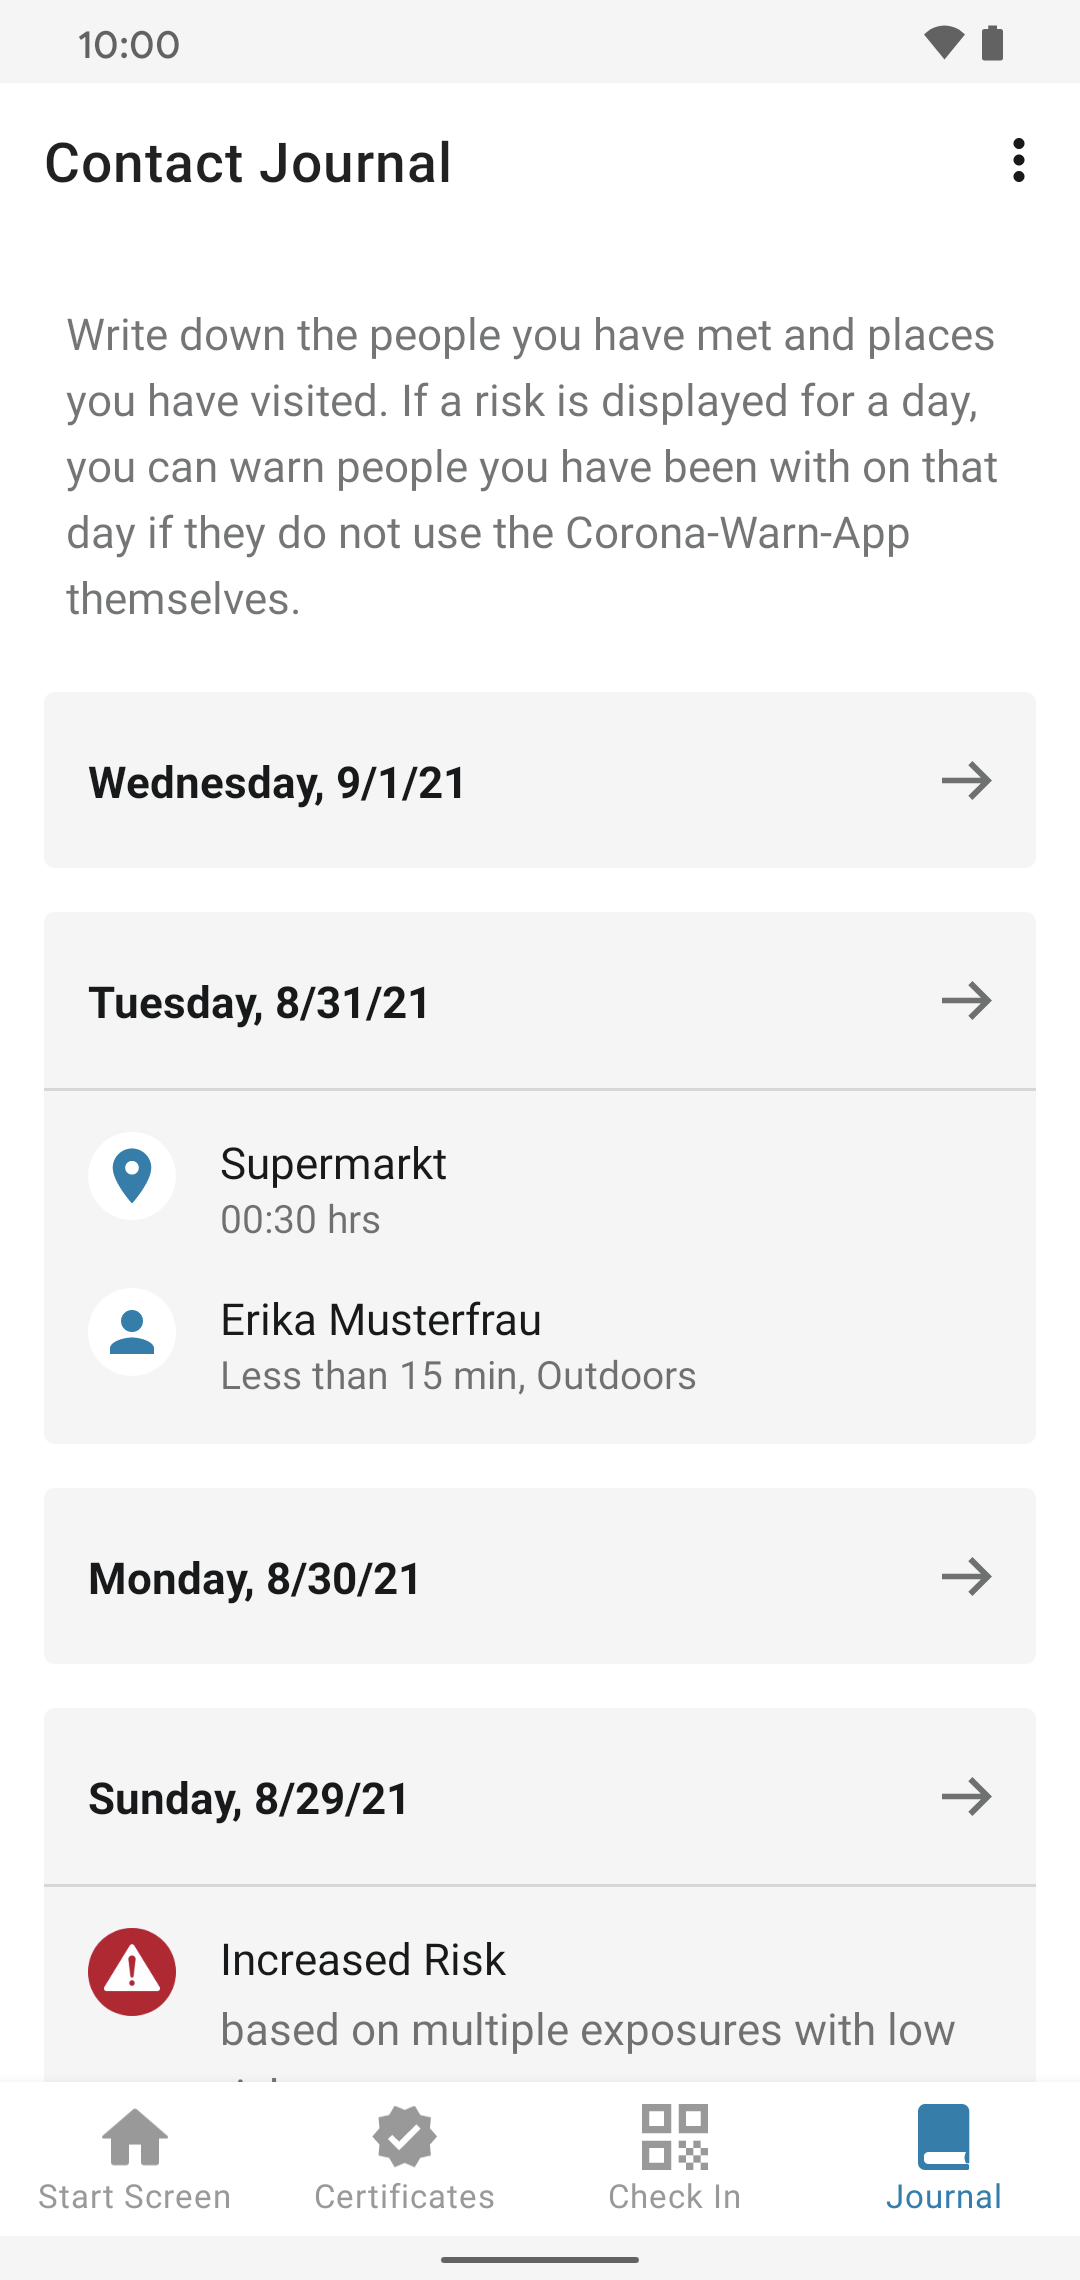 10:00
Contact Journal
Write down the people you have met and places
you have visited. If a risk is displayed for a day,
you can warn people you have been with on that
day if they do not use the Corona-Warn-App
themselves.
Wednesday, 9/1/21
Tuesday, 8/31/21
Supermarkt
00:30 hrs
Erika Musterfrau
Less than 15 min, Outdoors
Monday, 8/30/21
Sunday, 8/29/21
Increased Risk
based on multiple exposures with low
Start Screen
Certificates
Check In
Journal